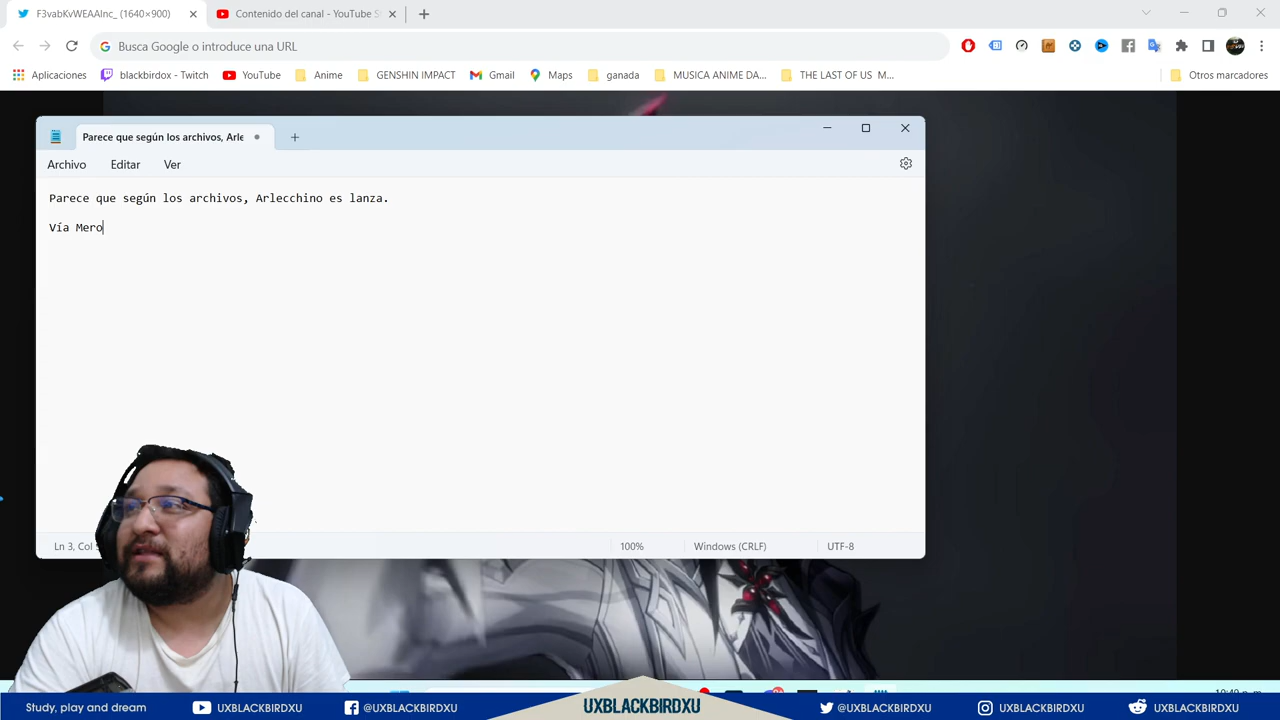 F3vabKvWEAAInc_ (1640×900)
Contenido del canal - YouTube S
Busca Google o introduce una URL
Aplicaciones
blackbirdox - Twitch
YouTube
Anime
GENSHIN IMPACT
Gmail
Maps
ganada
MUSICA ANIME DA...
THE LAST OF US M...
Otros marcadores
Parece que según los archivos, Arle
Archivo
Editar
Ver
Parece que según los archivos, Arlecchino es lanza.
Vía Mero
Ln 3, Col
100%
Windows (CRLF)
UTF-8
Study, play and dream
UXBLACKBIRDXU
@UXBLACKBIRDXU
UXBLACKBIRDXU
@UXBLACKBIRDXU
UXBLACKBIRDXU
UXBLACKBIRDXU